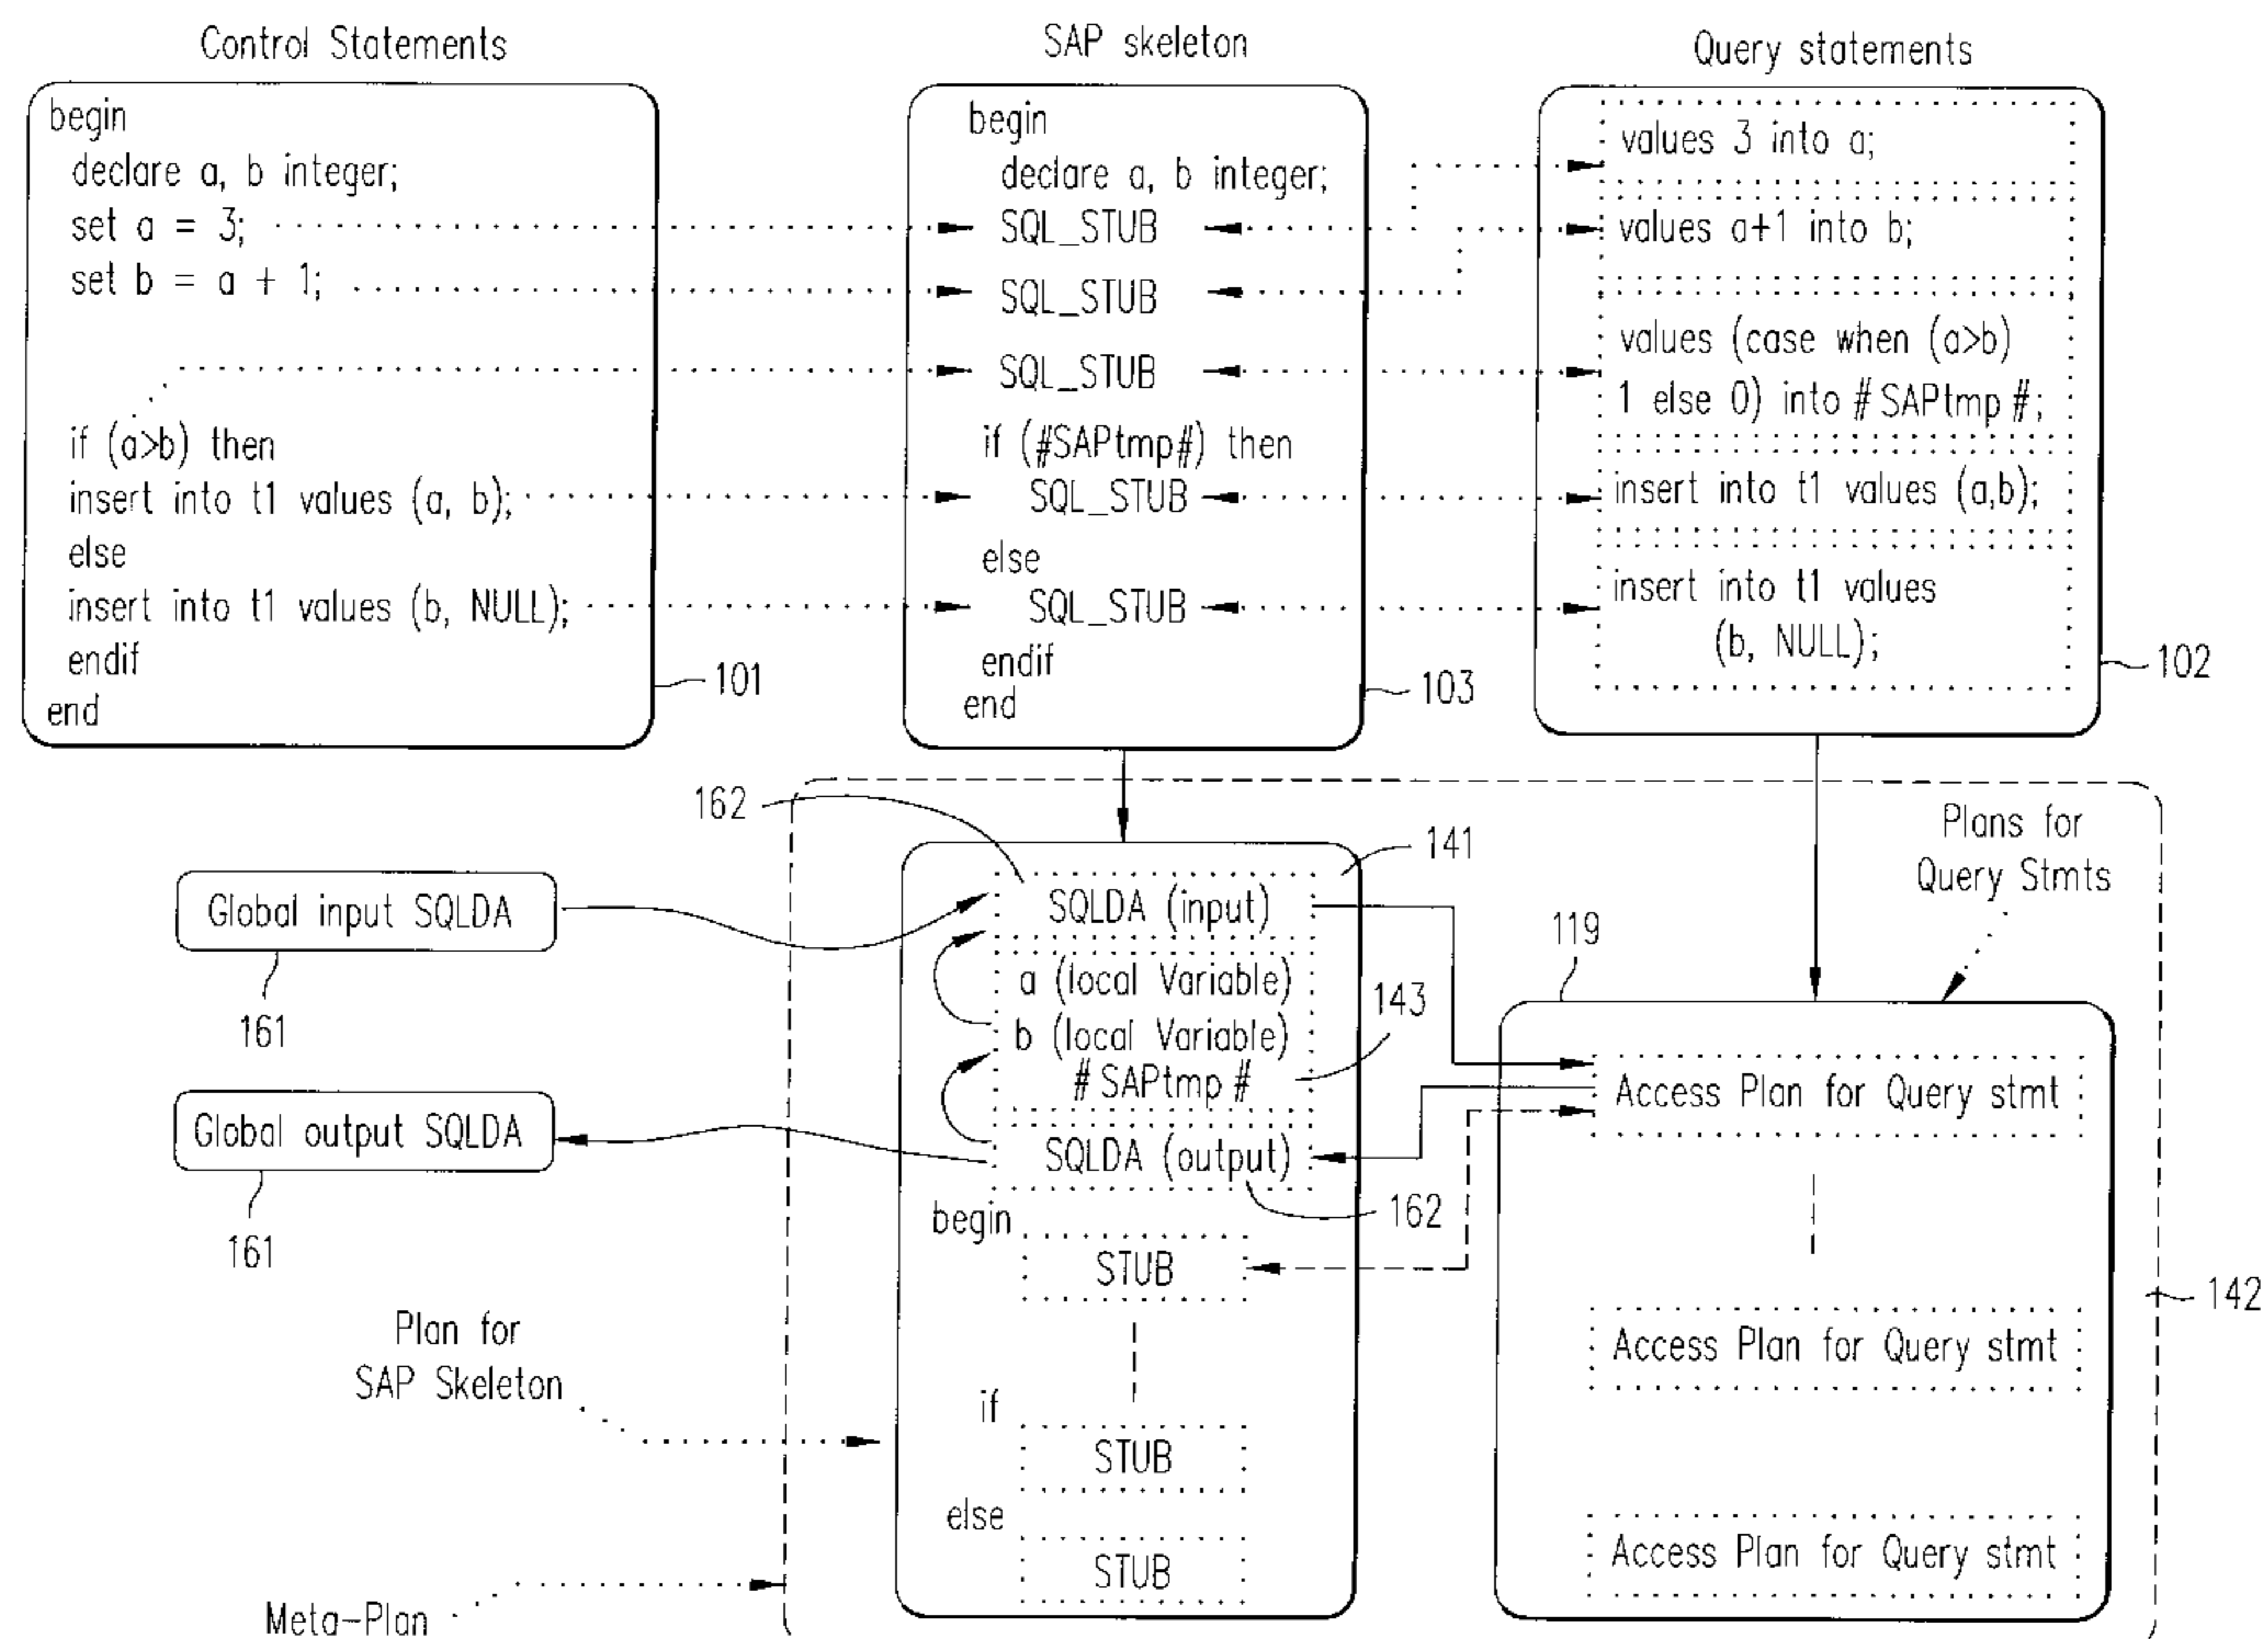 Control Statements
begin
declare a, b integer;
set a = 3;
set b = a + 1;
if (a>b) then
insert into t1 values (a, b);
else
insert into t1 values (b, NULL);
endif
end
101
SAP skeleton
begin
declare a, b integer;
SQL_STUB
SQL_STUB
SQL_STUB
if (#SAPtmp#) then
SQL_STUB
else
SQL_STUB
endif
end
103
Query statements
values 3 into a;
values a+1 into b;
values (case when (a>b)
1 else 0) into #SAPtmp#;
insert into t1 values (a,b);
insert into t1 values
(b, NULL);
102
Global input SQLDA
161
Global output SQLDA
161
162
141
SQLDA (input)
a (local Variable)
b (local Variable)
#SAPtmp#
143
SQLDA (output)
162
begin
STUB
if
STUB
else
STUB
Plan for
SAP Skeleton
Meta-Plan
Plans for
Query Stmts
119
Access Plan for Query stmt
Access Plan for Query stmt
Access Plan for Query stmt
142